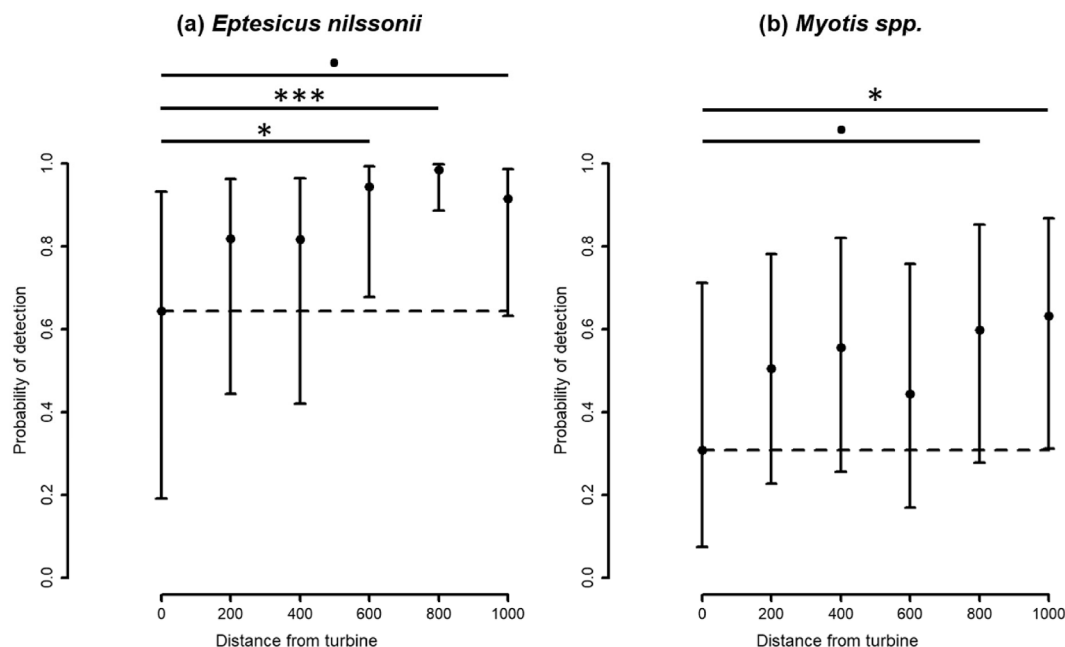 (a) Eptesicus nilssonii
.
***
*
1.0
0.8
0.6
0.4
0.2
0.0
Probability of detection
0 200 400 600 800 1000
Distance from turbine
(b) Myotis spp.
*
.
1.0
0.8
0.6
0.4
0.2
0.0
Probability of detection
0 200 400 600 800 1000
Distance from turbine